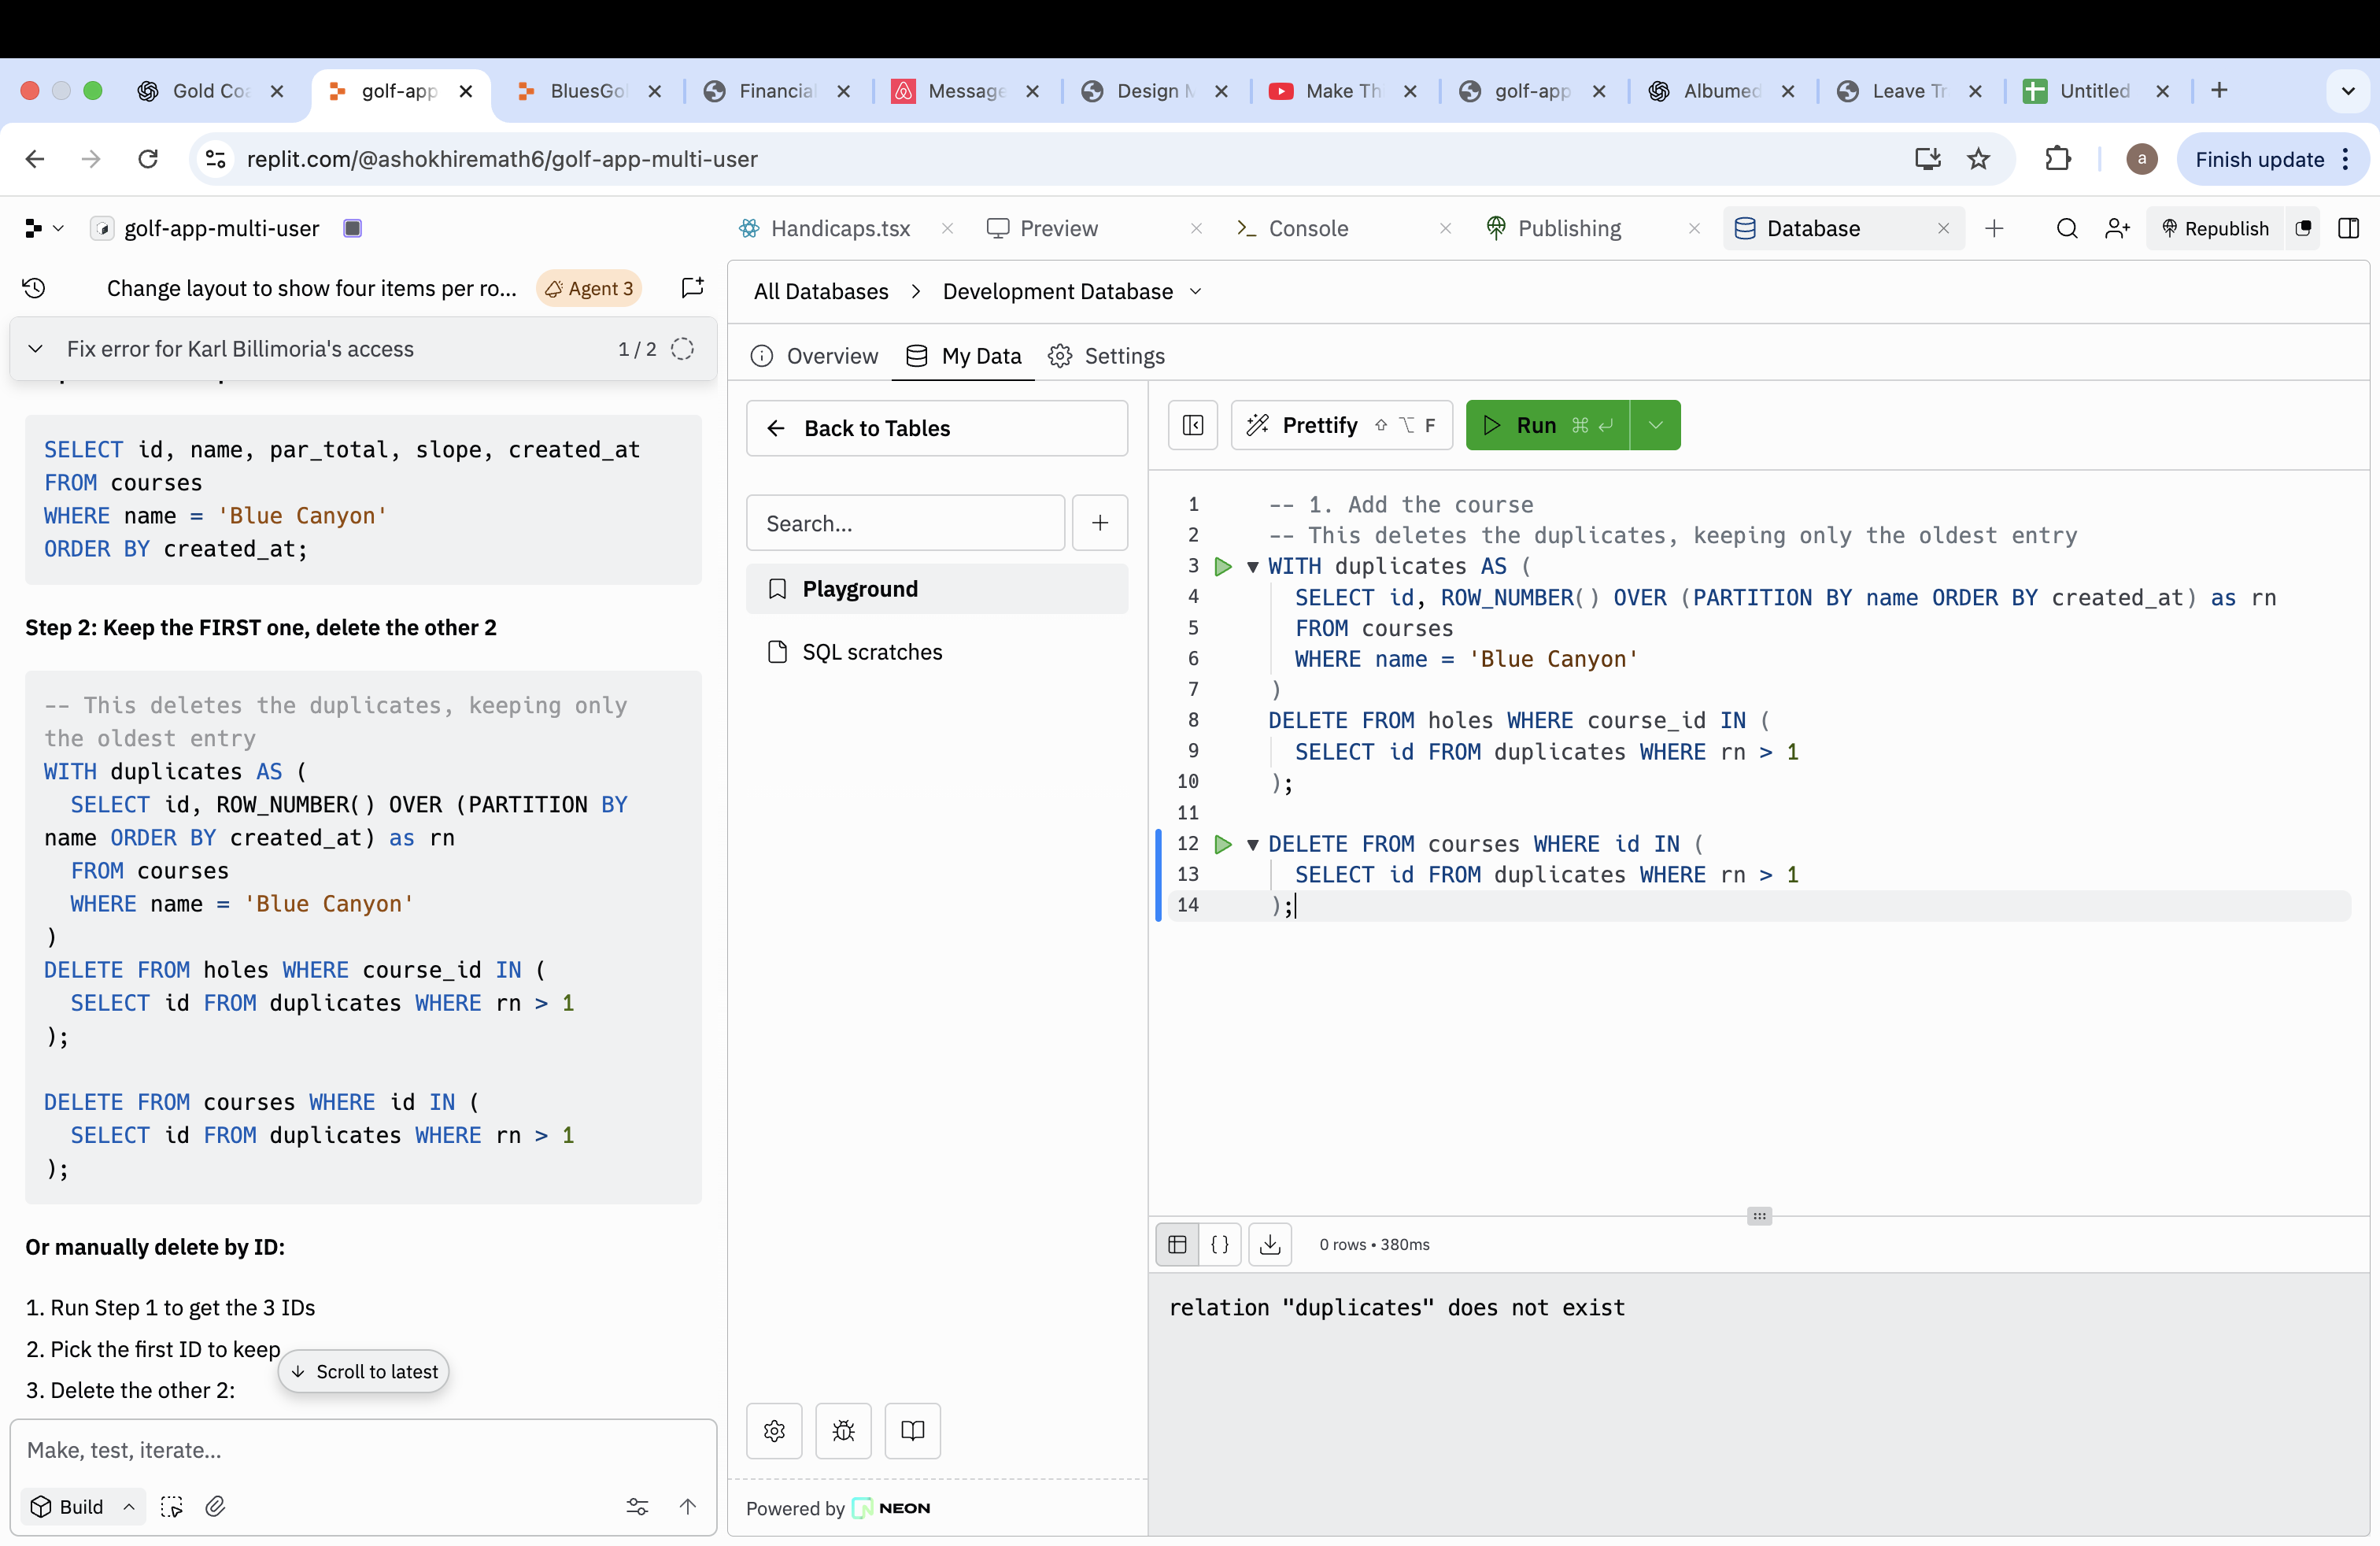 Gold Coa
golf-app
BluesGol
Financial
Message
Design M
Make Th
golf-app
Albumed
Leave Tr
Untitled
replit.com/@ashokhiremath6/golf-app-multi-user
a
Finish update
golf-app-multi-user
Handicaps.tsx
Preview
Console
Publishing
Database
Republish
Change layout to show four items per ro...
Agent 3
Fix error for Karl Billimoria's access
1 / 2
SELECT id, name, par_total, slope, created_at
FROM courses
WHERE name = 'Blue Canyon'
ORDER BY created_at;
Step 2: Keep the FIRST one, delete the other 2
-- This deletes the duplicates, keeping only
the oldest entry
WITH duplicates AS (
SELECT id, ROW_NUMBER() OVER (PARTITION BY
name ORDER BY created_at) as rn
FROM courses
WHERE name = 'Blue Canyon'
)
DELETE FROM holes WHERE course_id IN (
SELECT id FROM duplicates WHERE rn > 1
);
DELETE FROM courses WHERE id IN (
SELECT id FROM duplicates WHERE rn > 1
);
Or manually delete by ID:
1. Run Step 1 to get the 3 IDs
2. Pick the first ID to keep
3. Delete the other 2:
Scroll to latest
Make, test, iterate...
Build
All Databases > Development Database
Overview
My Data
Settings
Back to Tables
Search...
Playground
SQL scratches
Powered by NEON
Prettify ⇧ ⌥ F
Run ⌘ ↵
1 -- 1. Add the course
2 -- This deletes the duplicates, keeping only the oldest entry
3 WITH duplicates AS (
4 SELECT id, ROW_NUMBER() OVER (PARTITION BY name ORDER BY created_at) as rn
5 FROM courses
6 WHERE name = 'Blue Canyon'
7 )
8 DELETE FROM holes WHERE course_id IN (
9 SELECT id FROM duplicates WHERE rn > 1
10 );
11
12 DELETE FROM courses WHERE id IN (
13 SELECT id FROM duplicates WHERE rn > 1
14 );
{ }
0 rows • 380ms
relation "duplicates" does not exist